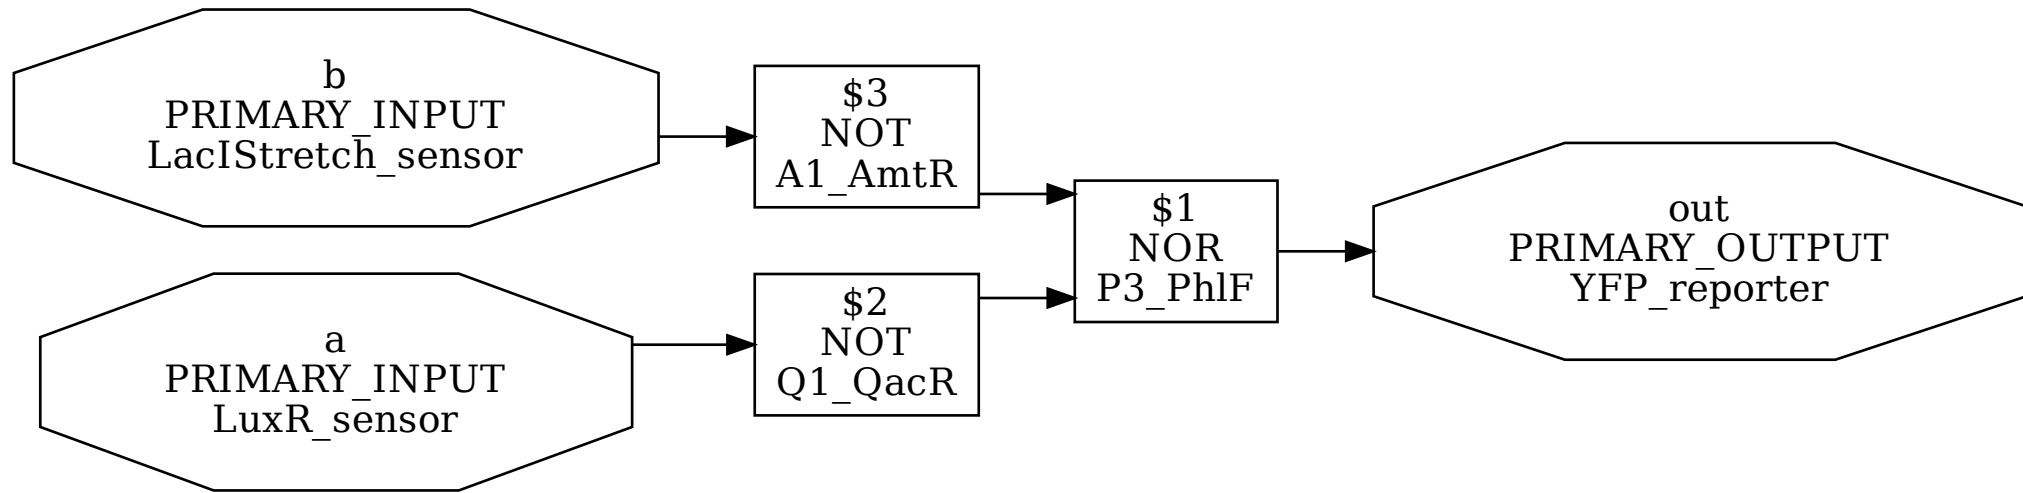 b
PRIMARY_INPUT
LacIStretch_sensor
$3
NOT
A1_AmtR
a
PRIMARY_INPUT
LuxR_sensor
$2
NOT
Q1_QacR
$1
NOR
P3_PhlF
out
PRIMARY_OUTPUT
YFP_reporter